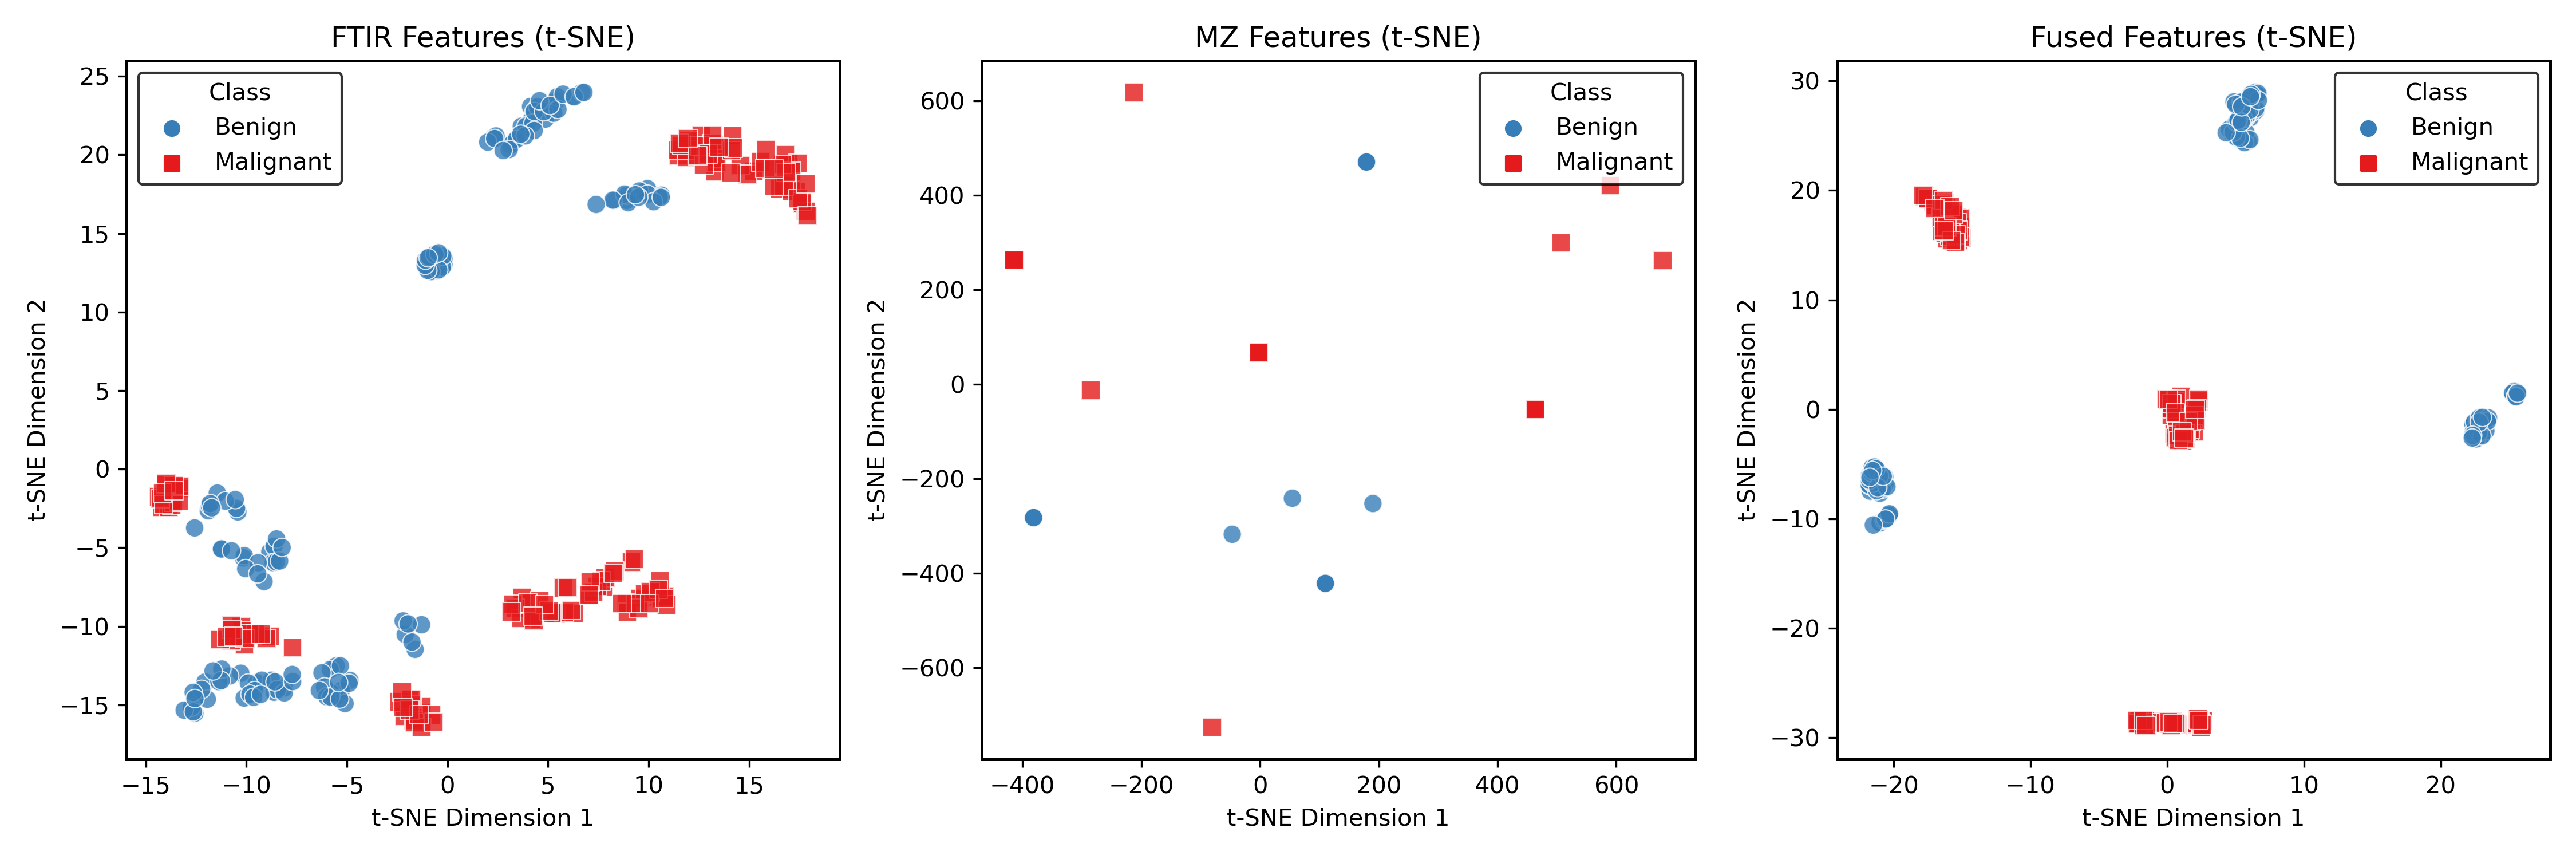 FTIR Features (t-SNE)
Class
Benign
Malignant
25
20
15
10
5
0
−5
−10
−15
t-SNE Dimension 2
−15
−10
−5
0
5
10
15
t-SNE Dimension 1
MZ Features (t-SNE)
Class
Benign
Malignant
600
400
200
0
−200
−400
−600
t-SNE Dimension 2
−400
−200
0
200
400
600
t-SNE Dimension 1
Fused Features (t-SNE)
Class
Benign
Malignant
30
20
10
0
−10
−20
−30
t-SNE Dimension 2
−20
−10
0
10
20
t-SNE Dimension 1